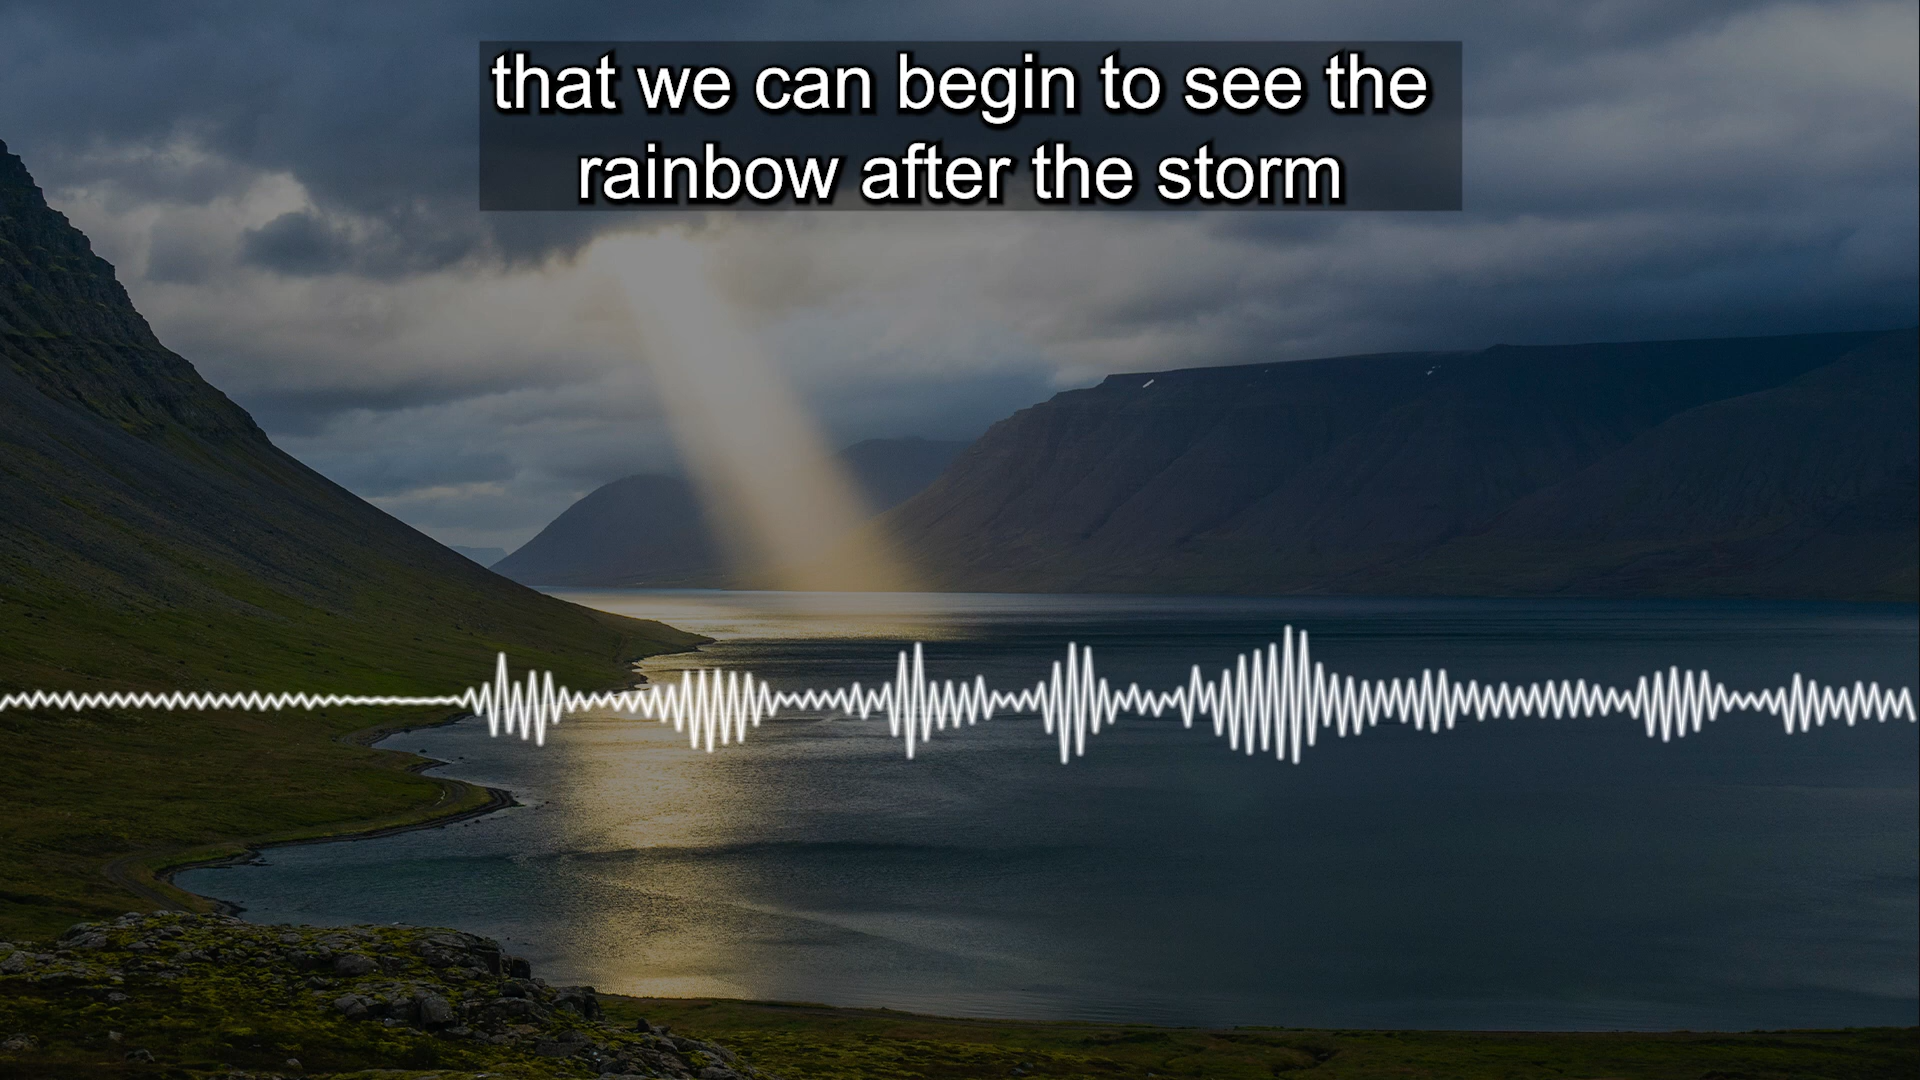 that we can begin to see the
rainbow after the storm